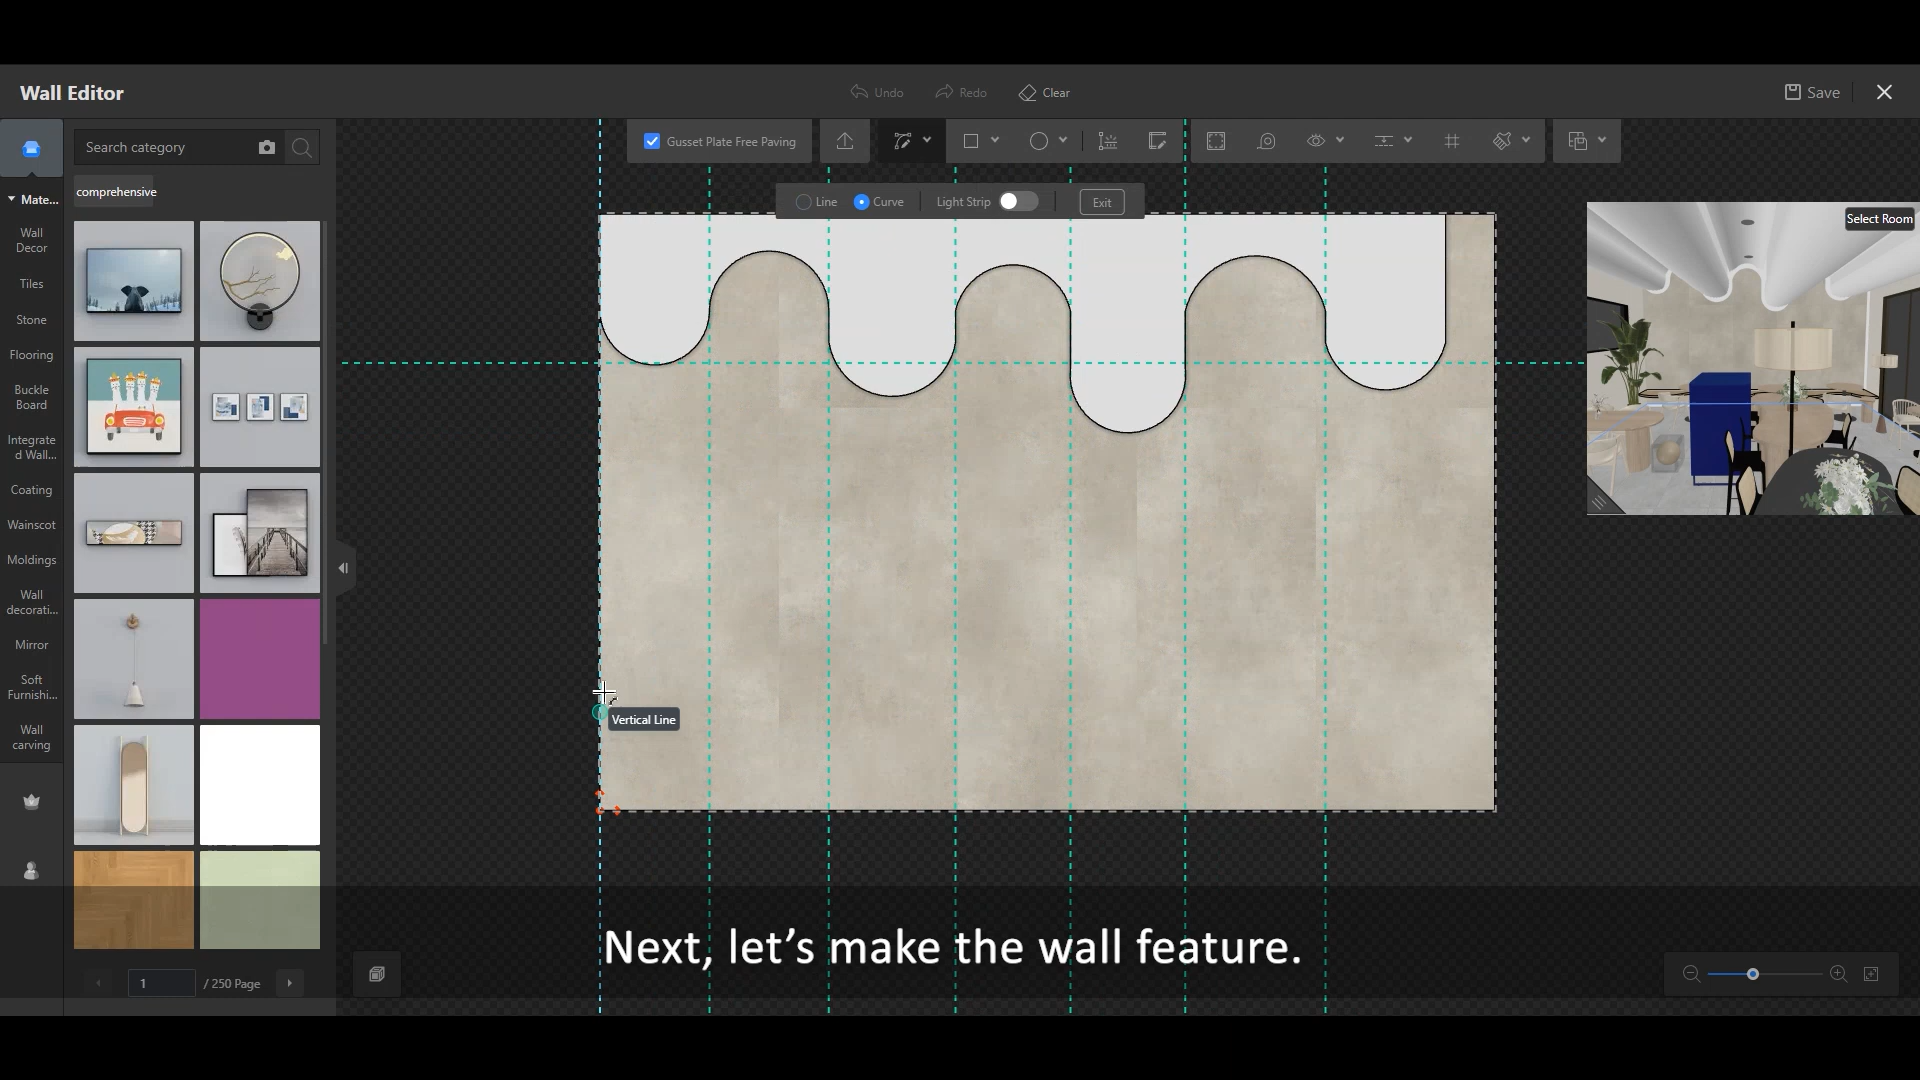 Wall Editor
Undo
Redo
Clear
Save
Search category
Gusset Plate Free Paving
comprehensive
Mate...
Line
Curve
Light Strip
Exit
Select Room
Wall
Decor
Tiles
Stone
Flooring
Buckle
Board
Integrate
d Wall...
Coating
Wainscot
Moldings
Wall
decorati...
Mirror
Soft
Furnishi...
Wall
carving
Vertical Line
Next, let’s make the wall feature.
1
/ 250 Page